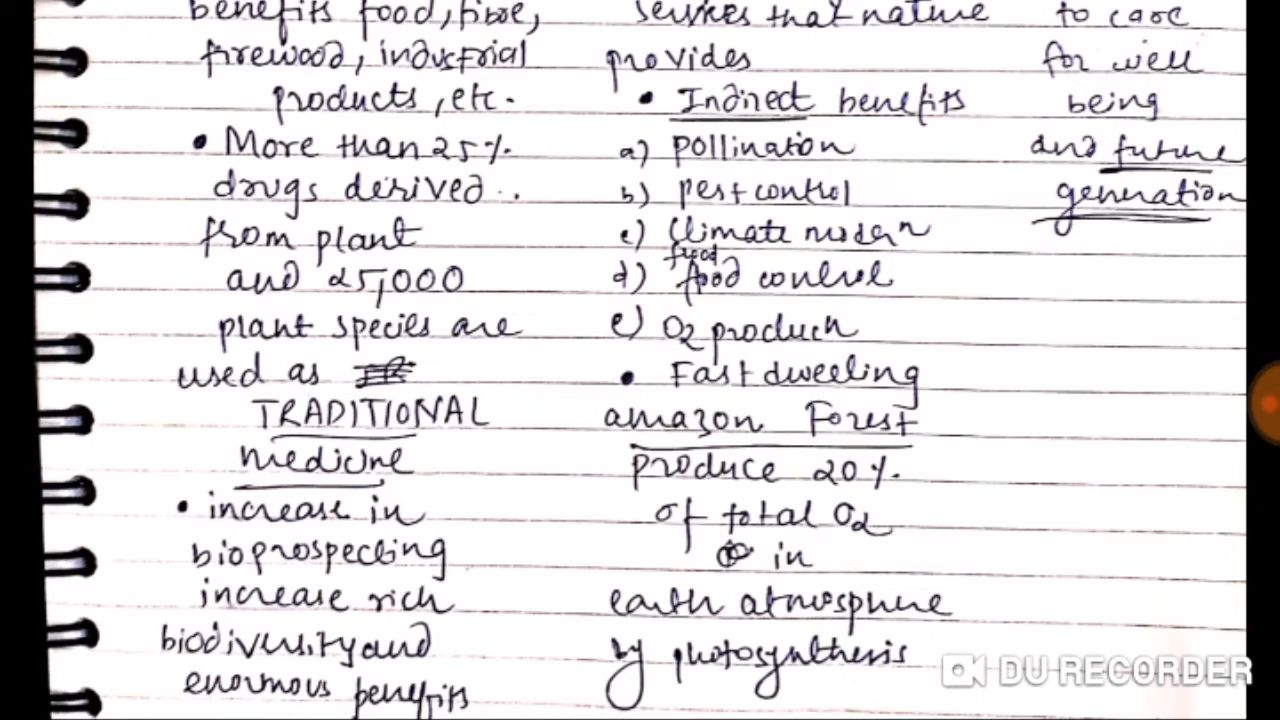 benefits food, fibre,
firewood, industrial
products, etc.
• More than 25%.
drugs derived..
from plant
and 25,000
plant species are
used as
TRADITIONAL
medicine
• increase in
bioprospecting
increase rich
biodiversity and
enormous benefits
services that nature
provides
• Indirect benefits
a) pollination
b) pest control
c) climate
d) food control
e) O2 product
• Fast dweeling
amazon Forest
produce 20%.
of total O2
in
earth atmosphere
by photosynthesis
to care
for well
being
and future
generation
DU RECORDER